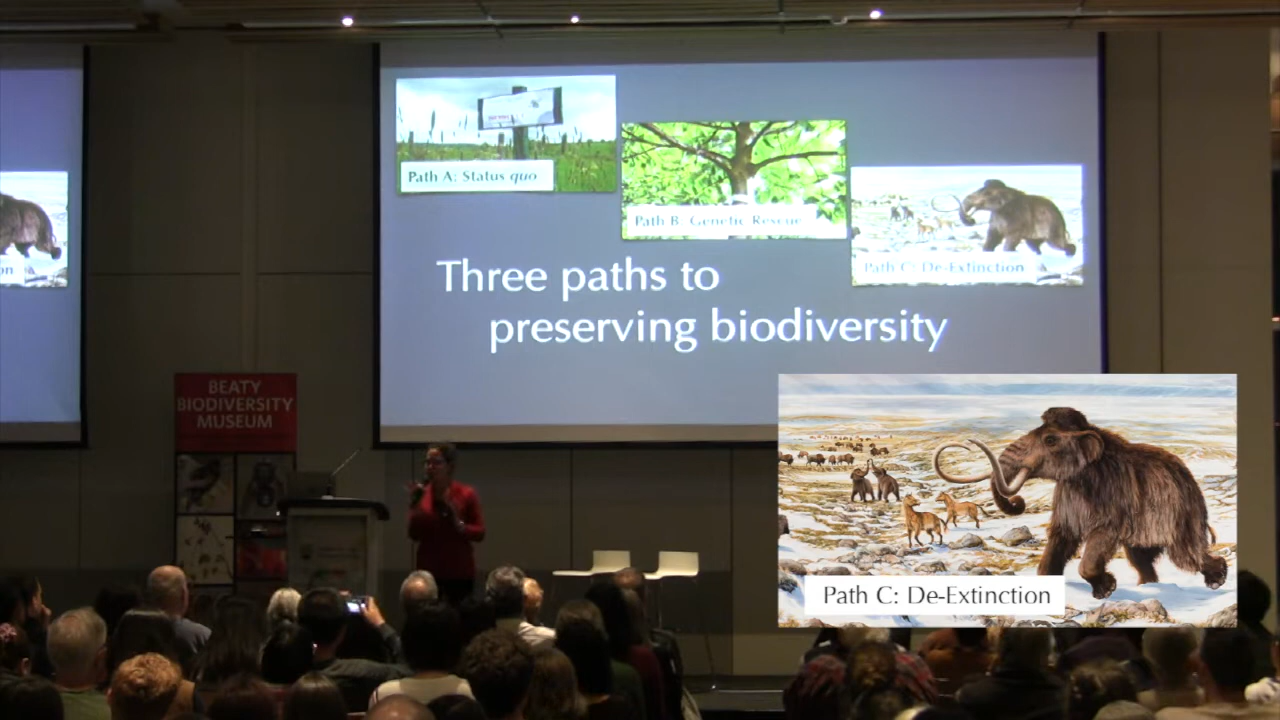 Path A: Status quo
Path B: Genetic Rescue
Path C: De-Extinction
on
Three paths to
preserving biodiversity
BEATY
BIODIVERSITY
MUSEUM
Path C: De-Extinction